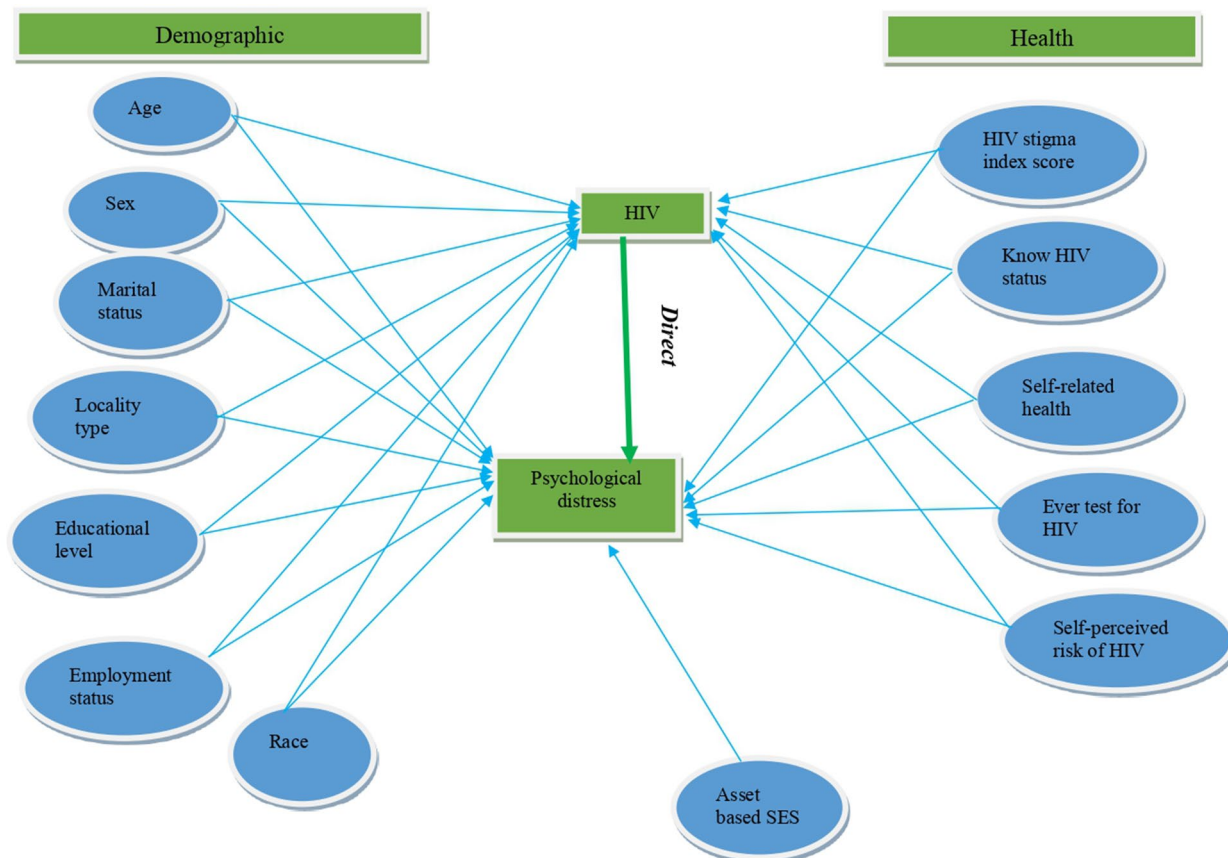 Demographic
Health
Age
HIV stigma
index score
Sex
HIV
Know HIV
status
Marital
status
Direct
Self-related
health
Locality
type
Psychological
distress
Ever test for
HIV
Educational
level
Self-perceived
risk of HIV
Employment
status
Race
Asset
based SES